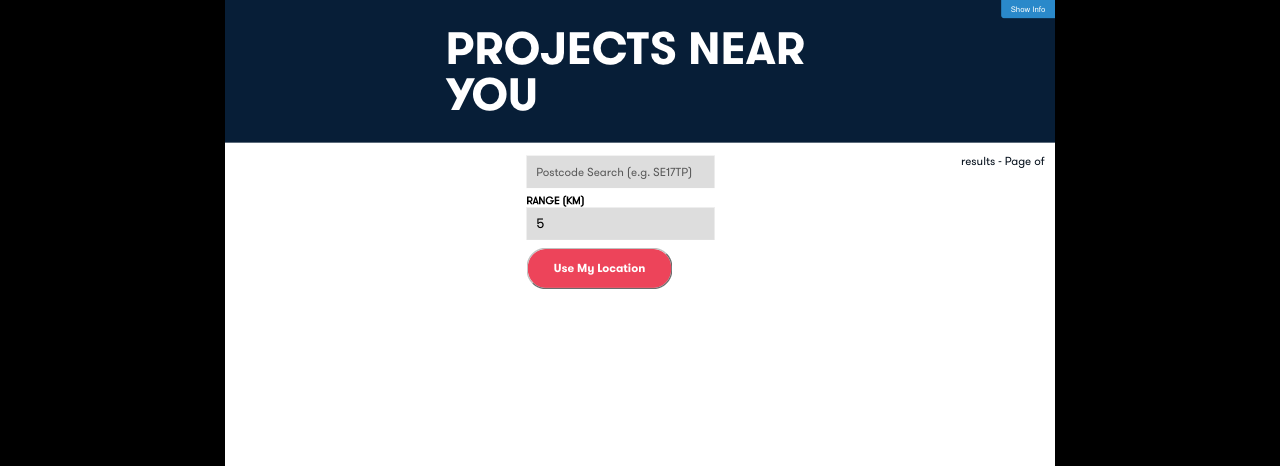 Show Info
PROJECTS NEAR
YOU
Postcode Search (e.g. SE17TP)
results - Page of
RANGE (KM)
5
Use My Location